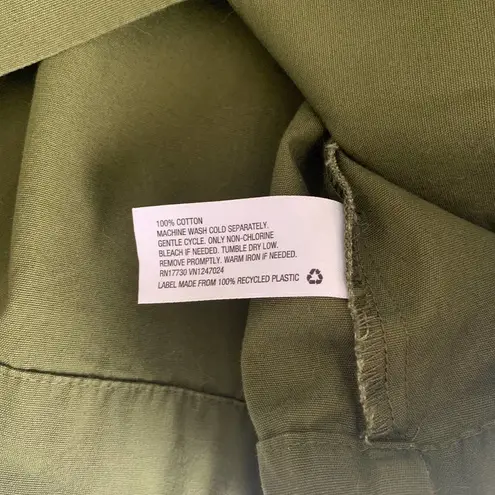 100% COTTON
MACHINE WASH COLD SEPARATELY.
GENTLE CYCLE. ONLY NON-CHLORINE
BLEACH IF NEEDED. TUMBLE DRY LOW.
REMOVE PROMPTLY. WARM IRON IF NEEDED.
RN17730 VN1247024
LABEL MADE FROM 100% RECYCLED PLASTIC